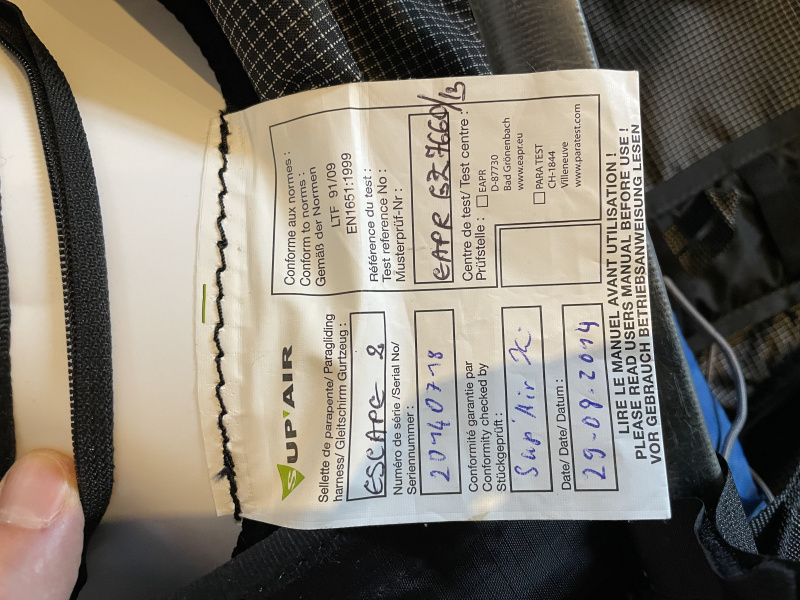 SUP'AIR
Sellette de parapente/ Paragliding
harness/ Gleitschirm Gurtzeug :
ESCAPE 2
Numéro de série /Serial No/
Seriennummer :
20140718
Conformité garantie par
Conformity checked by
Stückgeprüft :
Sup'Air
Date/ Date/ Datum :
29-09-2014
Conforme aux normes :
Conform to norms :
Gemäß der Normen
LTF 91/09
EN1651:1999
Référence du test :
Test reference No :
Musterprüf-Nr :
EAPR GZ 7660/13
Centre de test/ Test centre :
Prüfstelle :
EAPR
D-87730
Bad Grönenbach
www.eapr.eu
PARA TEST
CH-1844
Villeneuve
www.paratest.com
LIRE LE MANUEL AVANT UTILISATION !
PLEASE READ USERS MANUAL BEFORE USE !
VOR GEBRAUCH BETRIEBSANWEISUNG LESEN